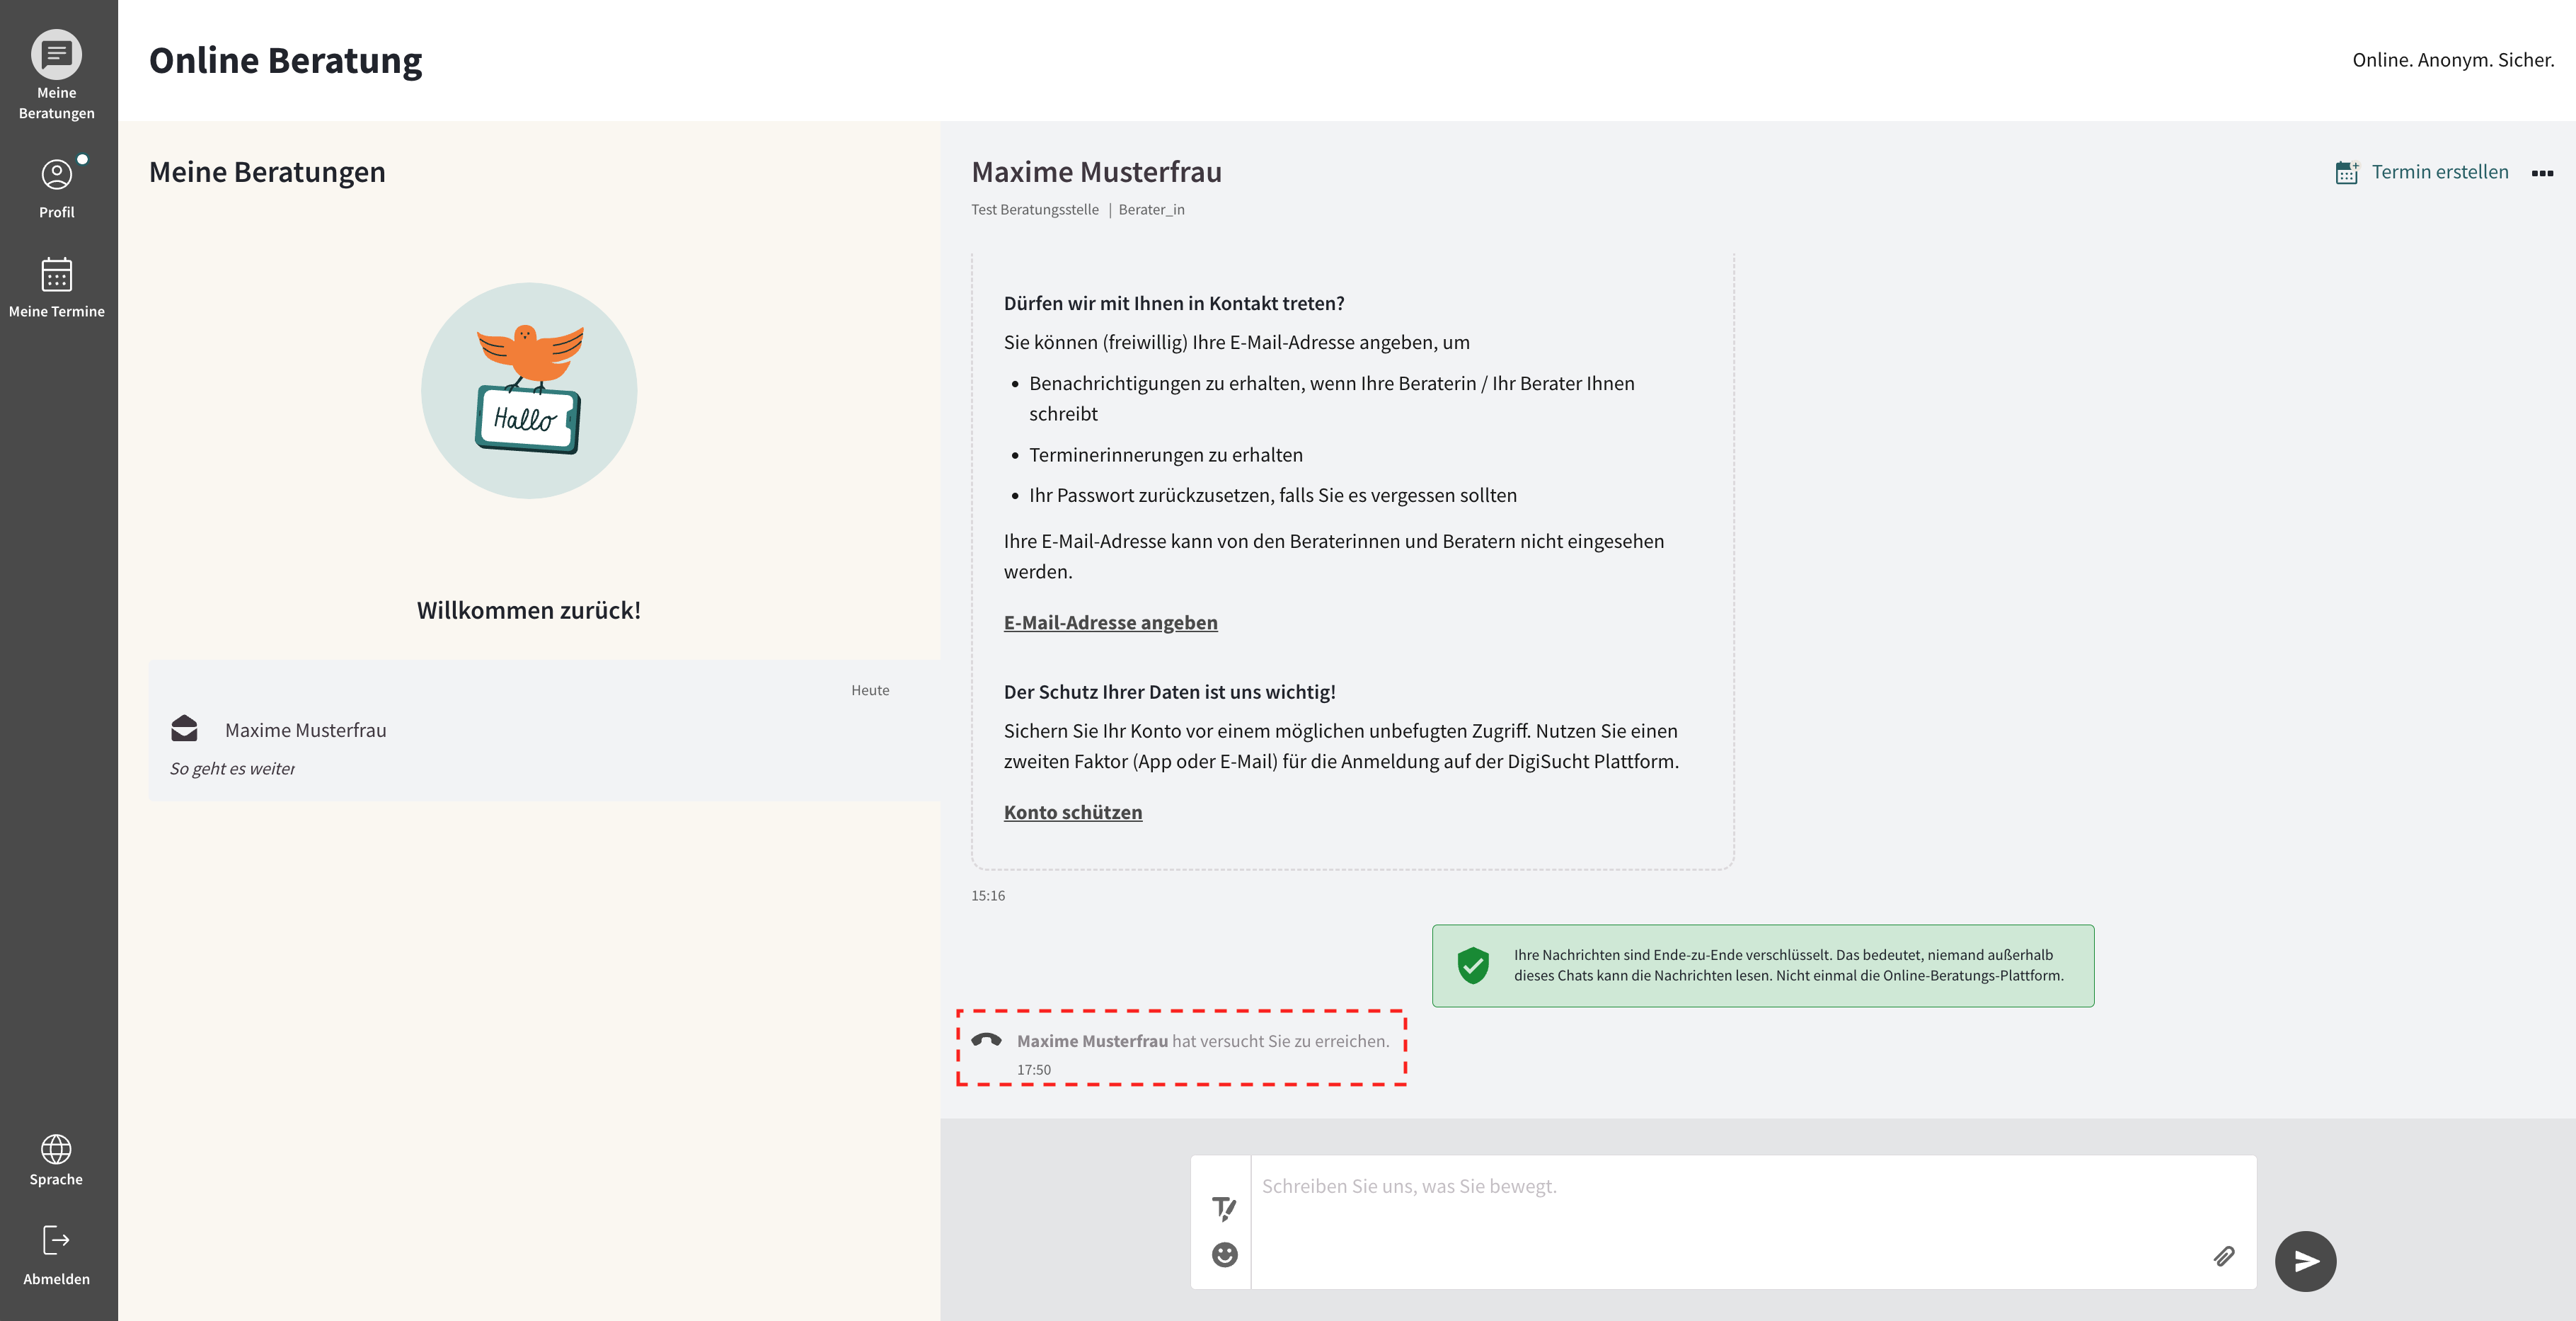 Meine
Beratungen
Profil
Meine Termine
Sprache
Abmelden
Online Beratung
Online. Anonym. Sicher.
Meine Beratungen
Hallo
Willkommen zurück!
Heute
Maxime Musterfrau
So geht es weiter
Maxime Musterfrau
Termin erstellen
Test Beratungsstelle | Berater_in
Dürfen wir mit Ihnen in Kontakt treten?
Sie können (freiwillig) Ihre E-Mail-Adresse angeben, um
• Benachrichtigungen zu erhalten, wenn Ihre Beraterin / Ihr Berater Ihnen
schreibt
• Terminerinnerungen zu erhalten
• Ihr Passwort zurückzusetzen, falls Sie es vergessen sollten
Ihre E-Mail-Adresse kann von den Beraterinnen und Beratern nicht eingesehen
werden.
E-Mail-Adresse angeben
Der Schutz Ihrer Daten ist uns wichtig!
Sichern Sie Ihr Konto vor einem möglichen unbefugten Zugriff. Nutzen Sie einen
zweiten Faktor (App oder E-Mail) für die Anmeldung auf der DigiSucht Plattform.
Konto schützen
15:16
Ihre Nachrichten sind Ende-zu-Ende verschlüsselt. Das bedeutet, niemand außerhalb
dieses Chats kann die Nachrichten lesen. Nicht einmal die Online-Beratungs-Plattform.
Maxime Musterfrau hat versucht Sie zu erreichen.
17:50
Schreiben Sie uns, was Sie bewegt.